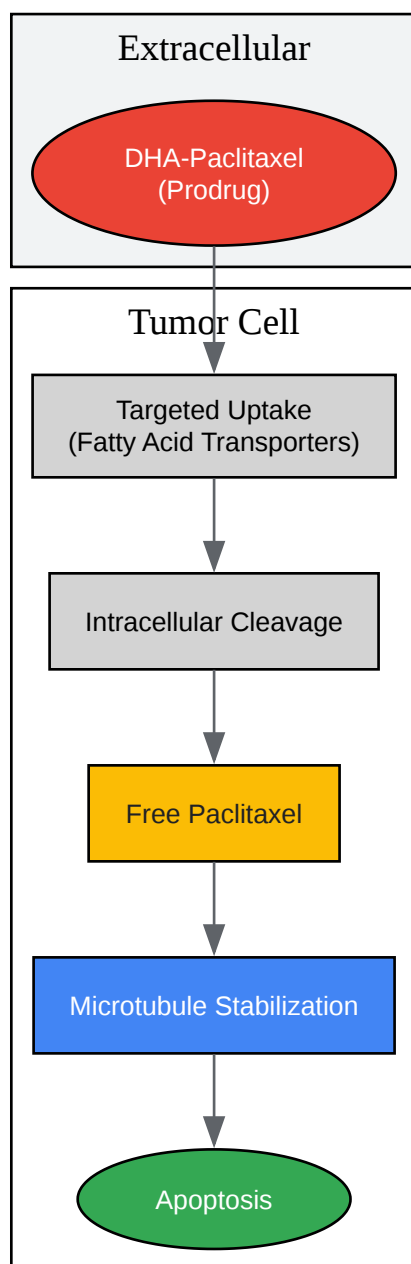 Extracellular
DHA-Paclitaxel
(Prodrug)
Tumor Cell
Targeted Uptake
(Fatty Acid Transporters)
Intracellular Cleavage
Free Paclitaxel
Microtubule Stabilization
Apoptosis